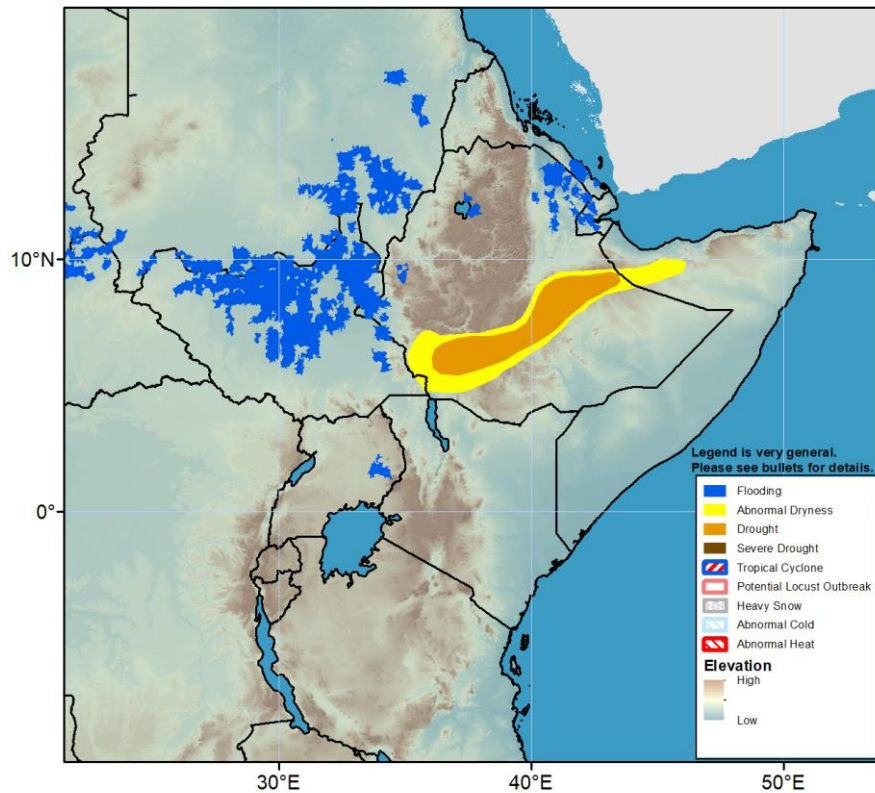 10°N
0°
30°E
40°E
50°E
Legend is very general.
Please see bullets for details.
Flooding
Abnormal Dryness
Drought
Severe Drought
Tropical Cyclone
Potential Locust Outbreak
Heavy Snow
Abnormal Cold
Abnormal Heat
Elevation
High
Low